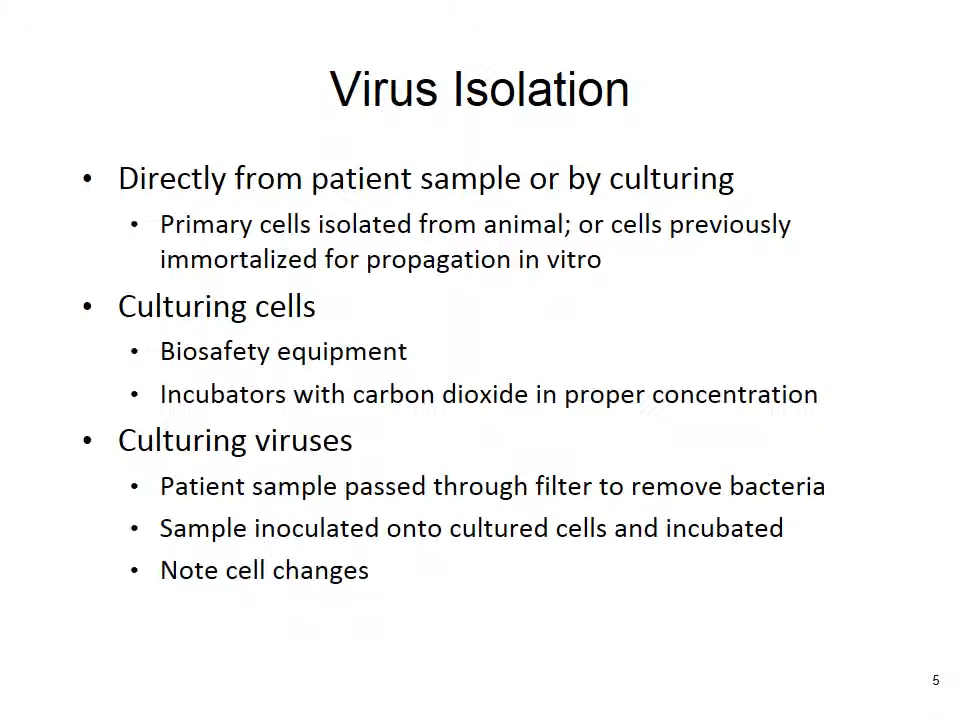 Virus Isolation
• Directly from patient sample or by culturing
• Primary cells isolated from animal; or cells previously
immortalized for propagation in vitro
• Culturing cells
• Biosafety equipment
• Incubators with carbon dioxide in proper concentration
• Culturing viruses
• Patient sample passed through filter to remove bacteria
• Sample inoculated onto cultured cells and incubated
• Note cell changes
5